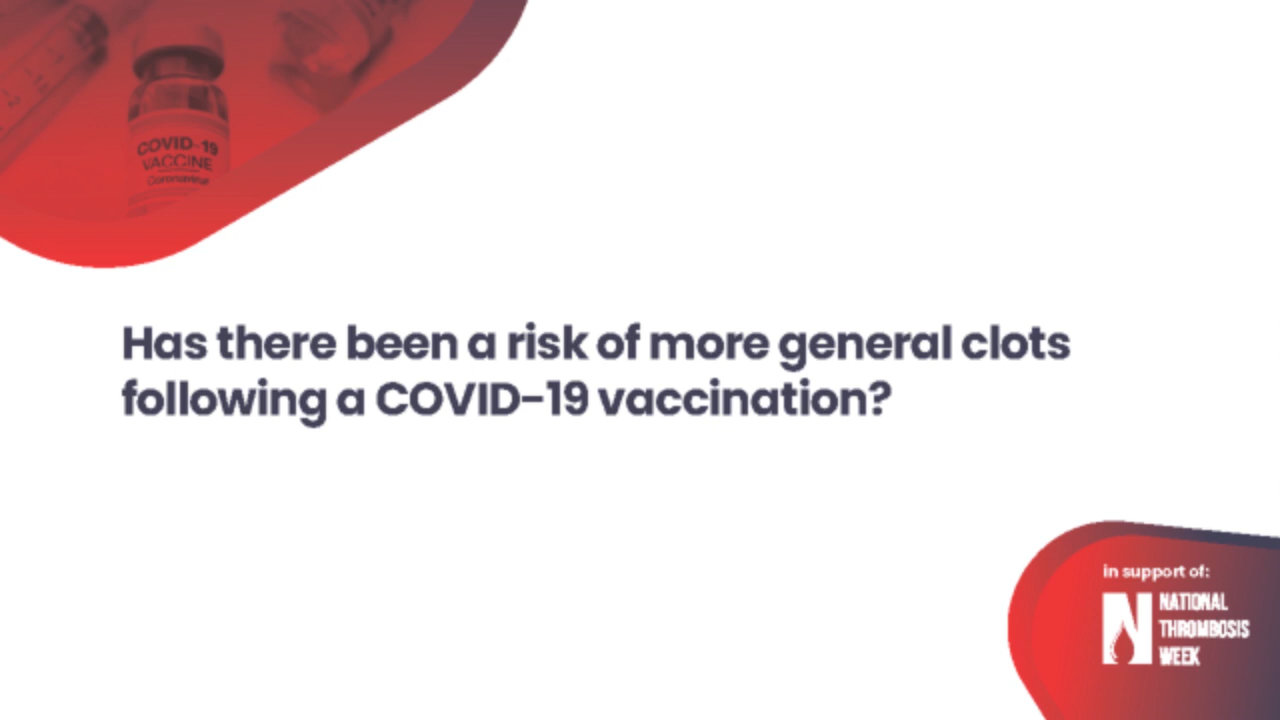 COVID-19
VACCINE
Coronavirus
Has there been a risk of more general clots
following a COVID-19 vaccination?
in support of:
NATIONAL
THROMBOSIS
WEEK